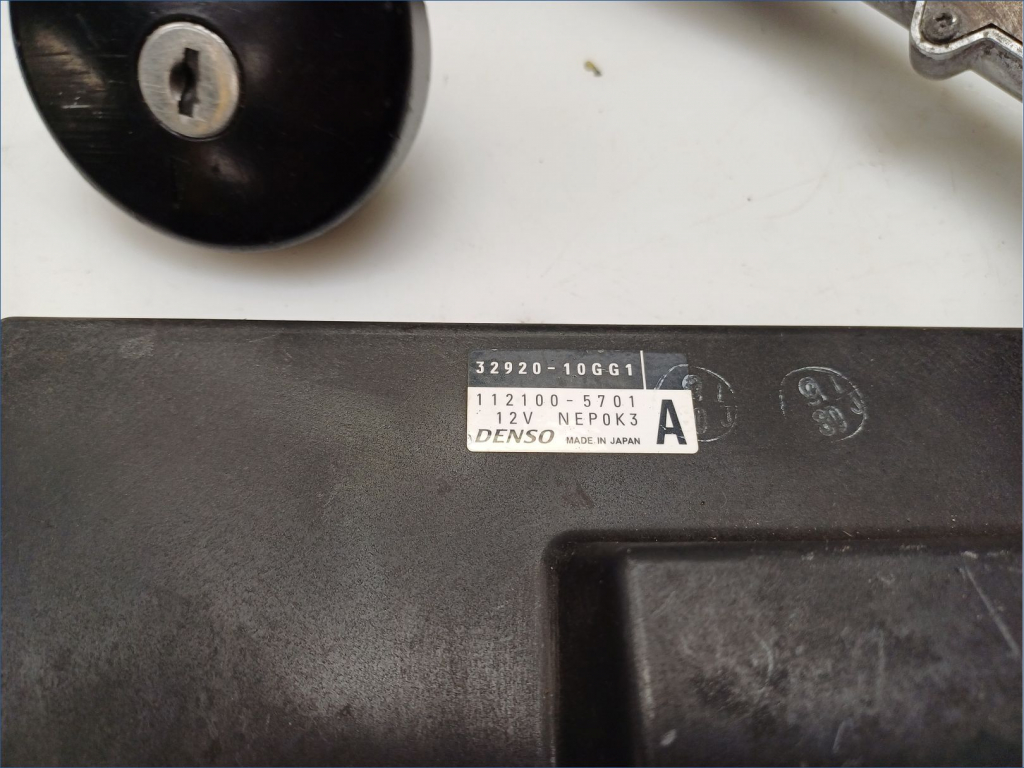 32920-10GG1
112100-5701
12V NEP0K3
DENSO MADE IN JAPAN
A